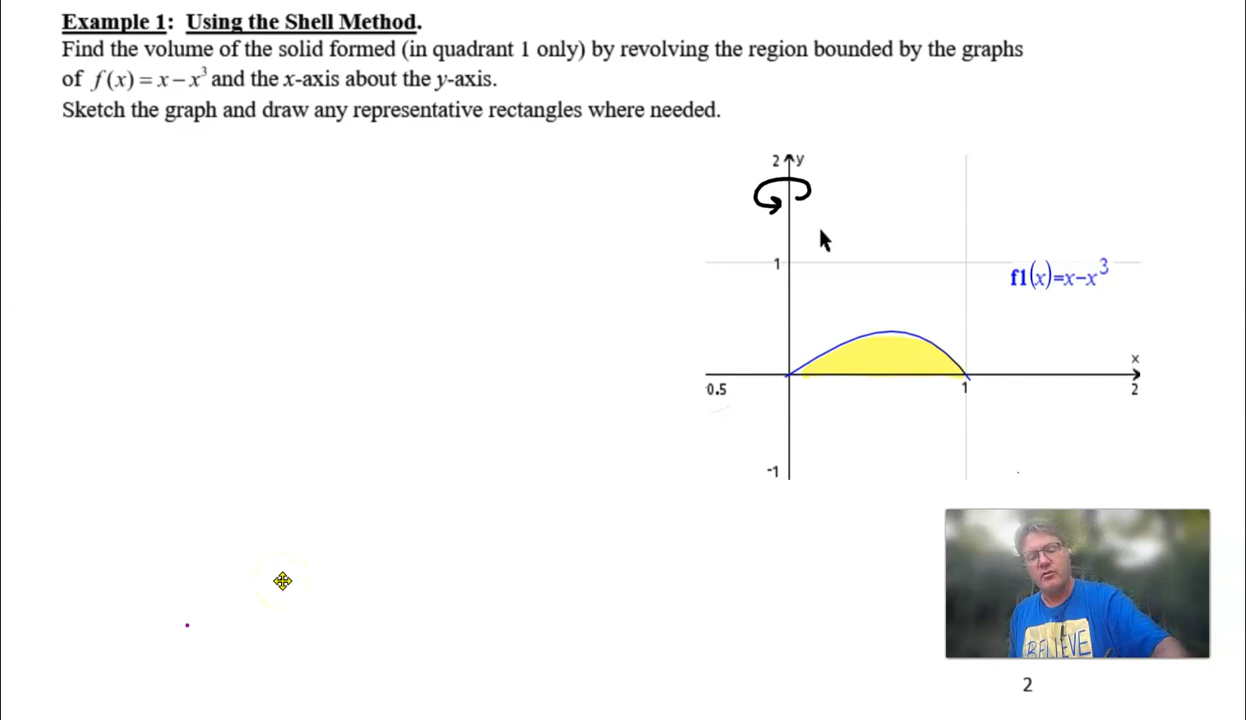 Example 1: Using the Shell Method.
Find the volume of the solid formed (in quadrant 1 only) by revolving the region bounded by the graphs
of f(x) = x − x³ and the x-axis about the y-axis.
Sketch the graph and draw any representative rectangles where needed.
2 y
1
f1(x)=x−x³
x
0.5
1
2
-1
BELIEVE
2